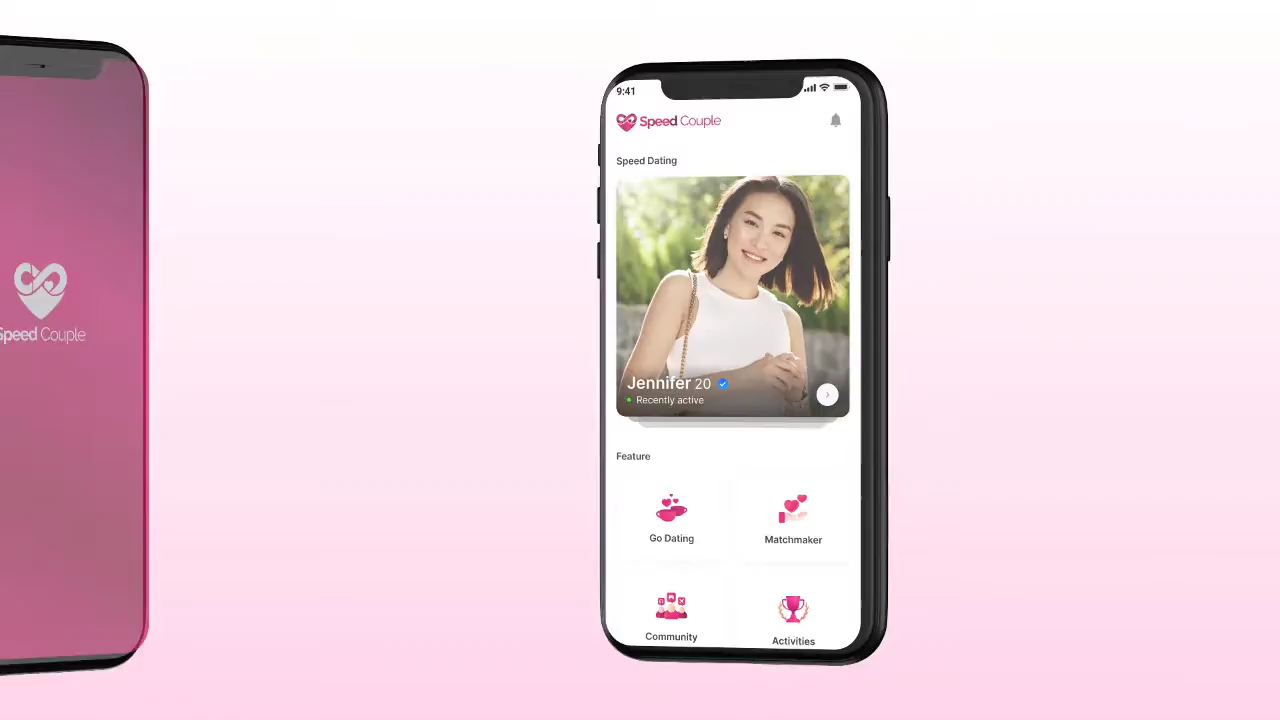 Speed Couple
9:41
Speed Couple
Speed Dating
Jennifer 20
Recently active
Feature
Go Dating
Matchmaker
Community
Activities